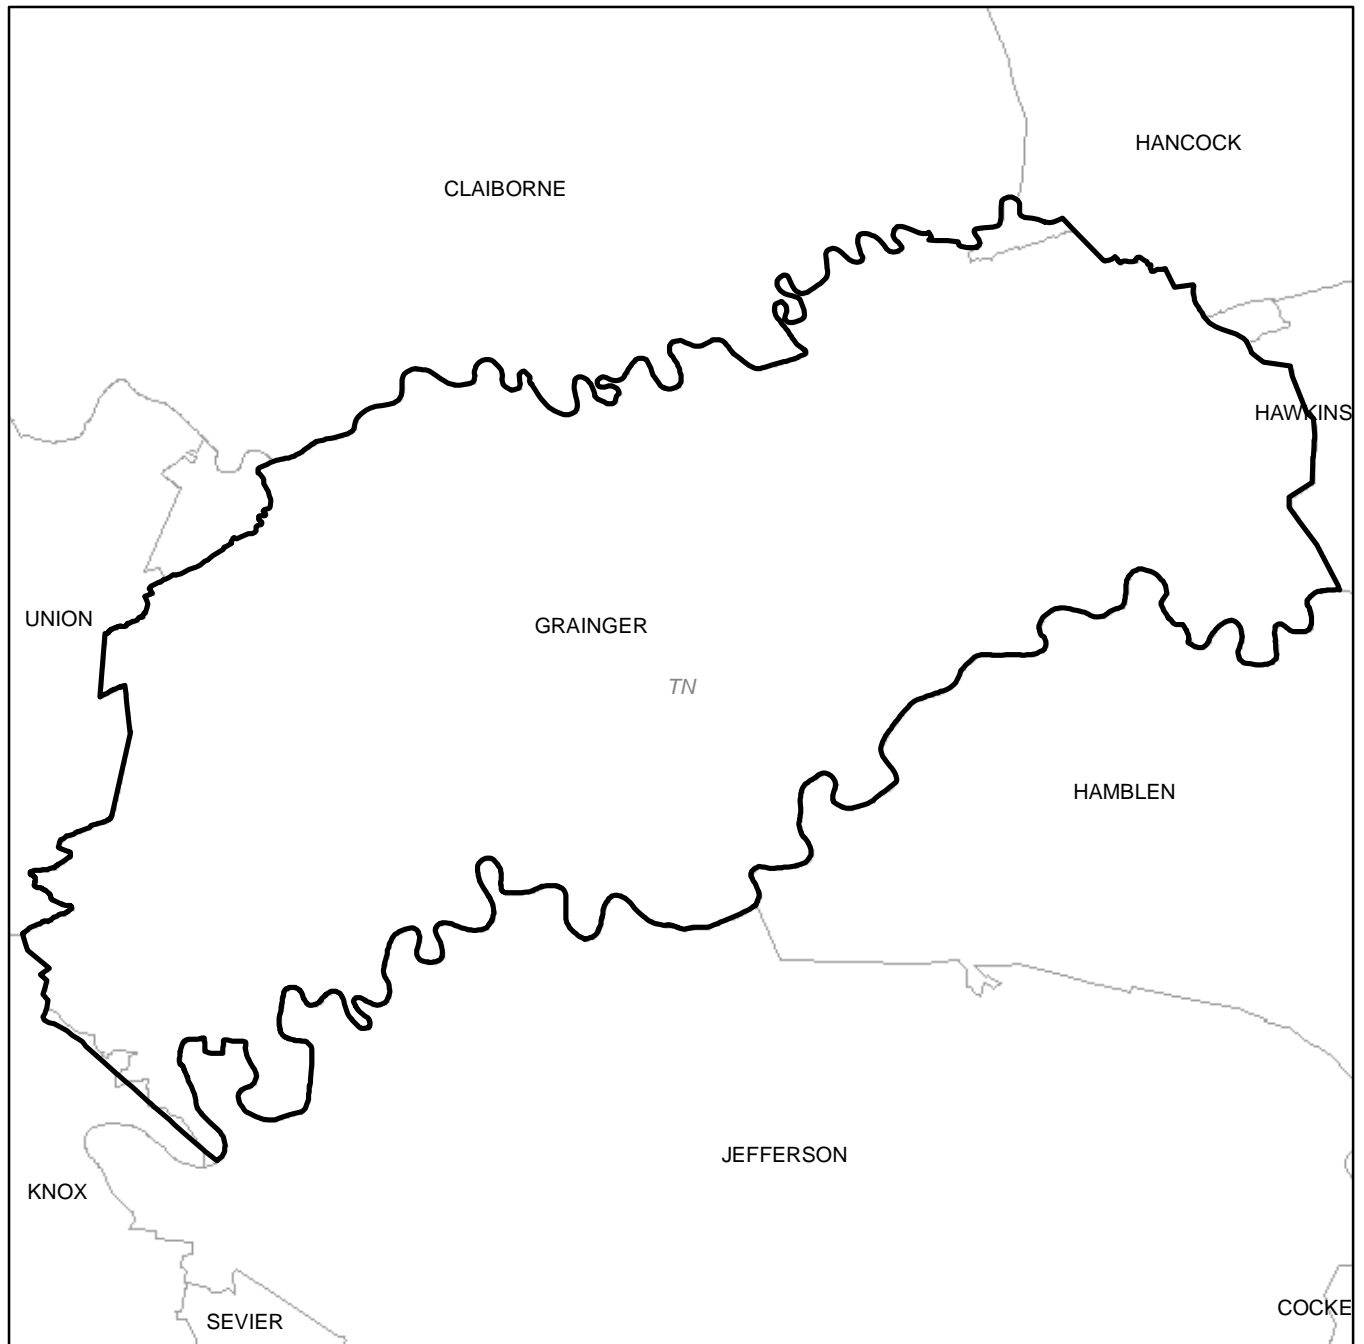 HANCOCK
CLAIBORNE
HAWKINS
UNION
GRAINGER
TN
HAMBLEN
JEFFERSON
KNOX
COCKE
SEVIER